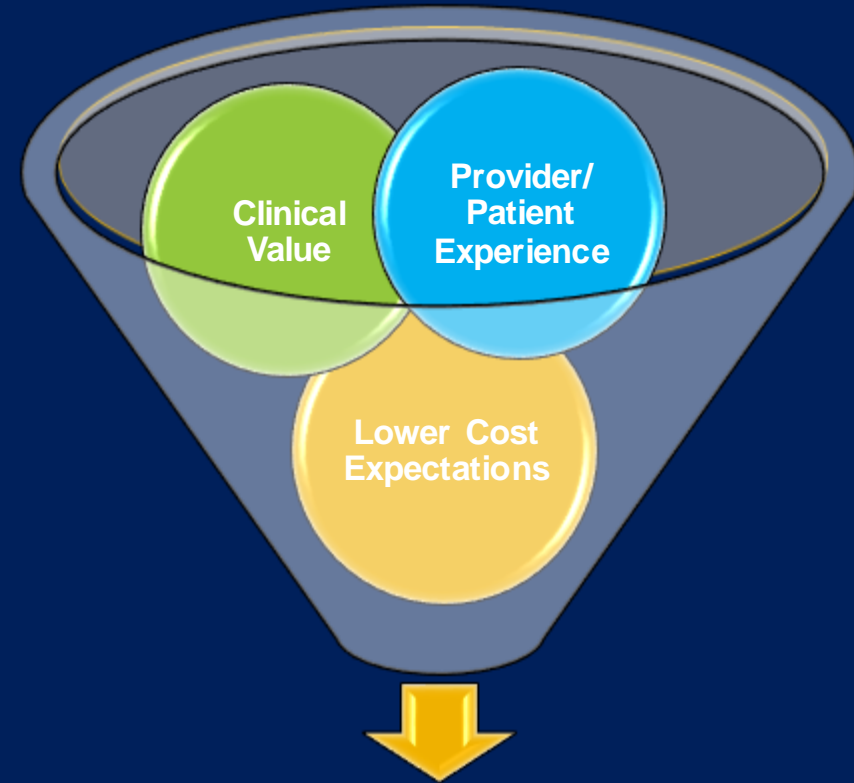 Clinical
Value
Provider/
Patient
Experience
Lower Cost
Expectations